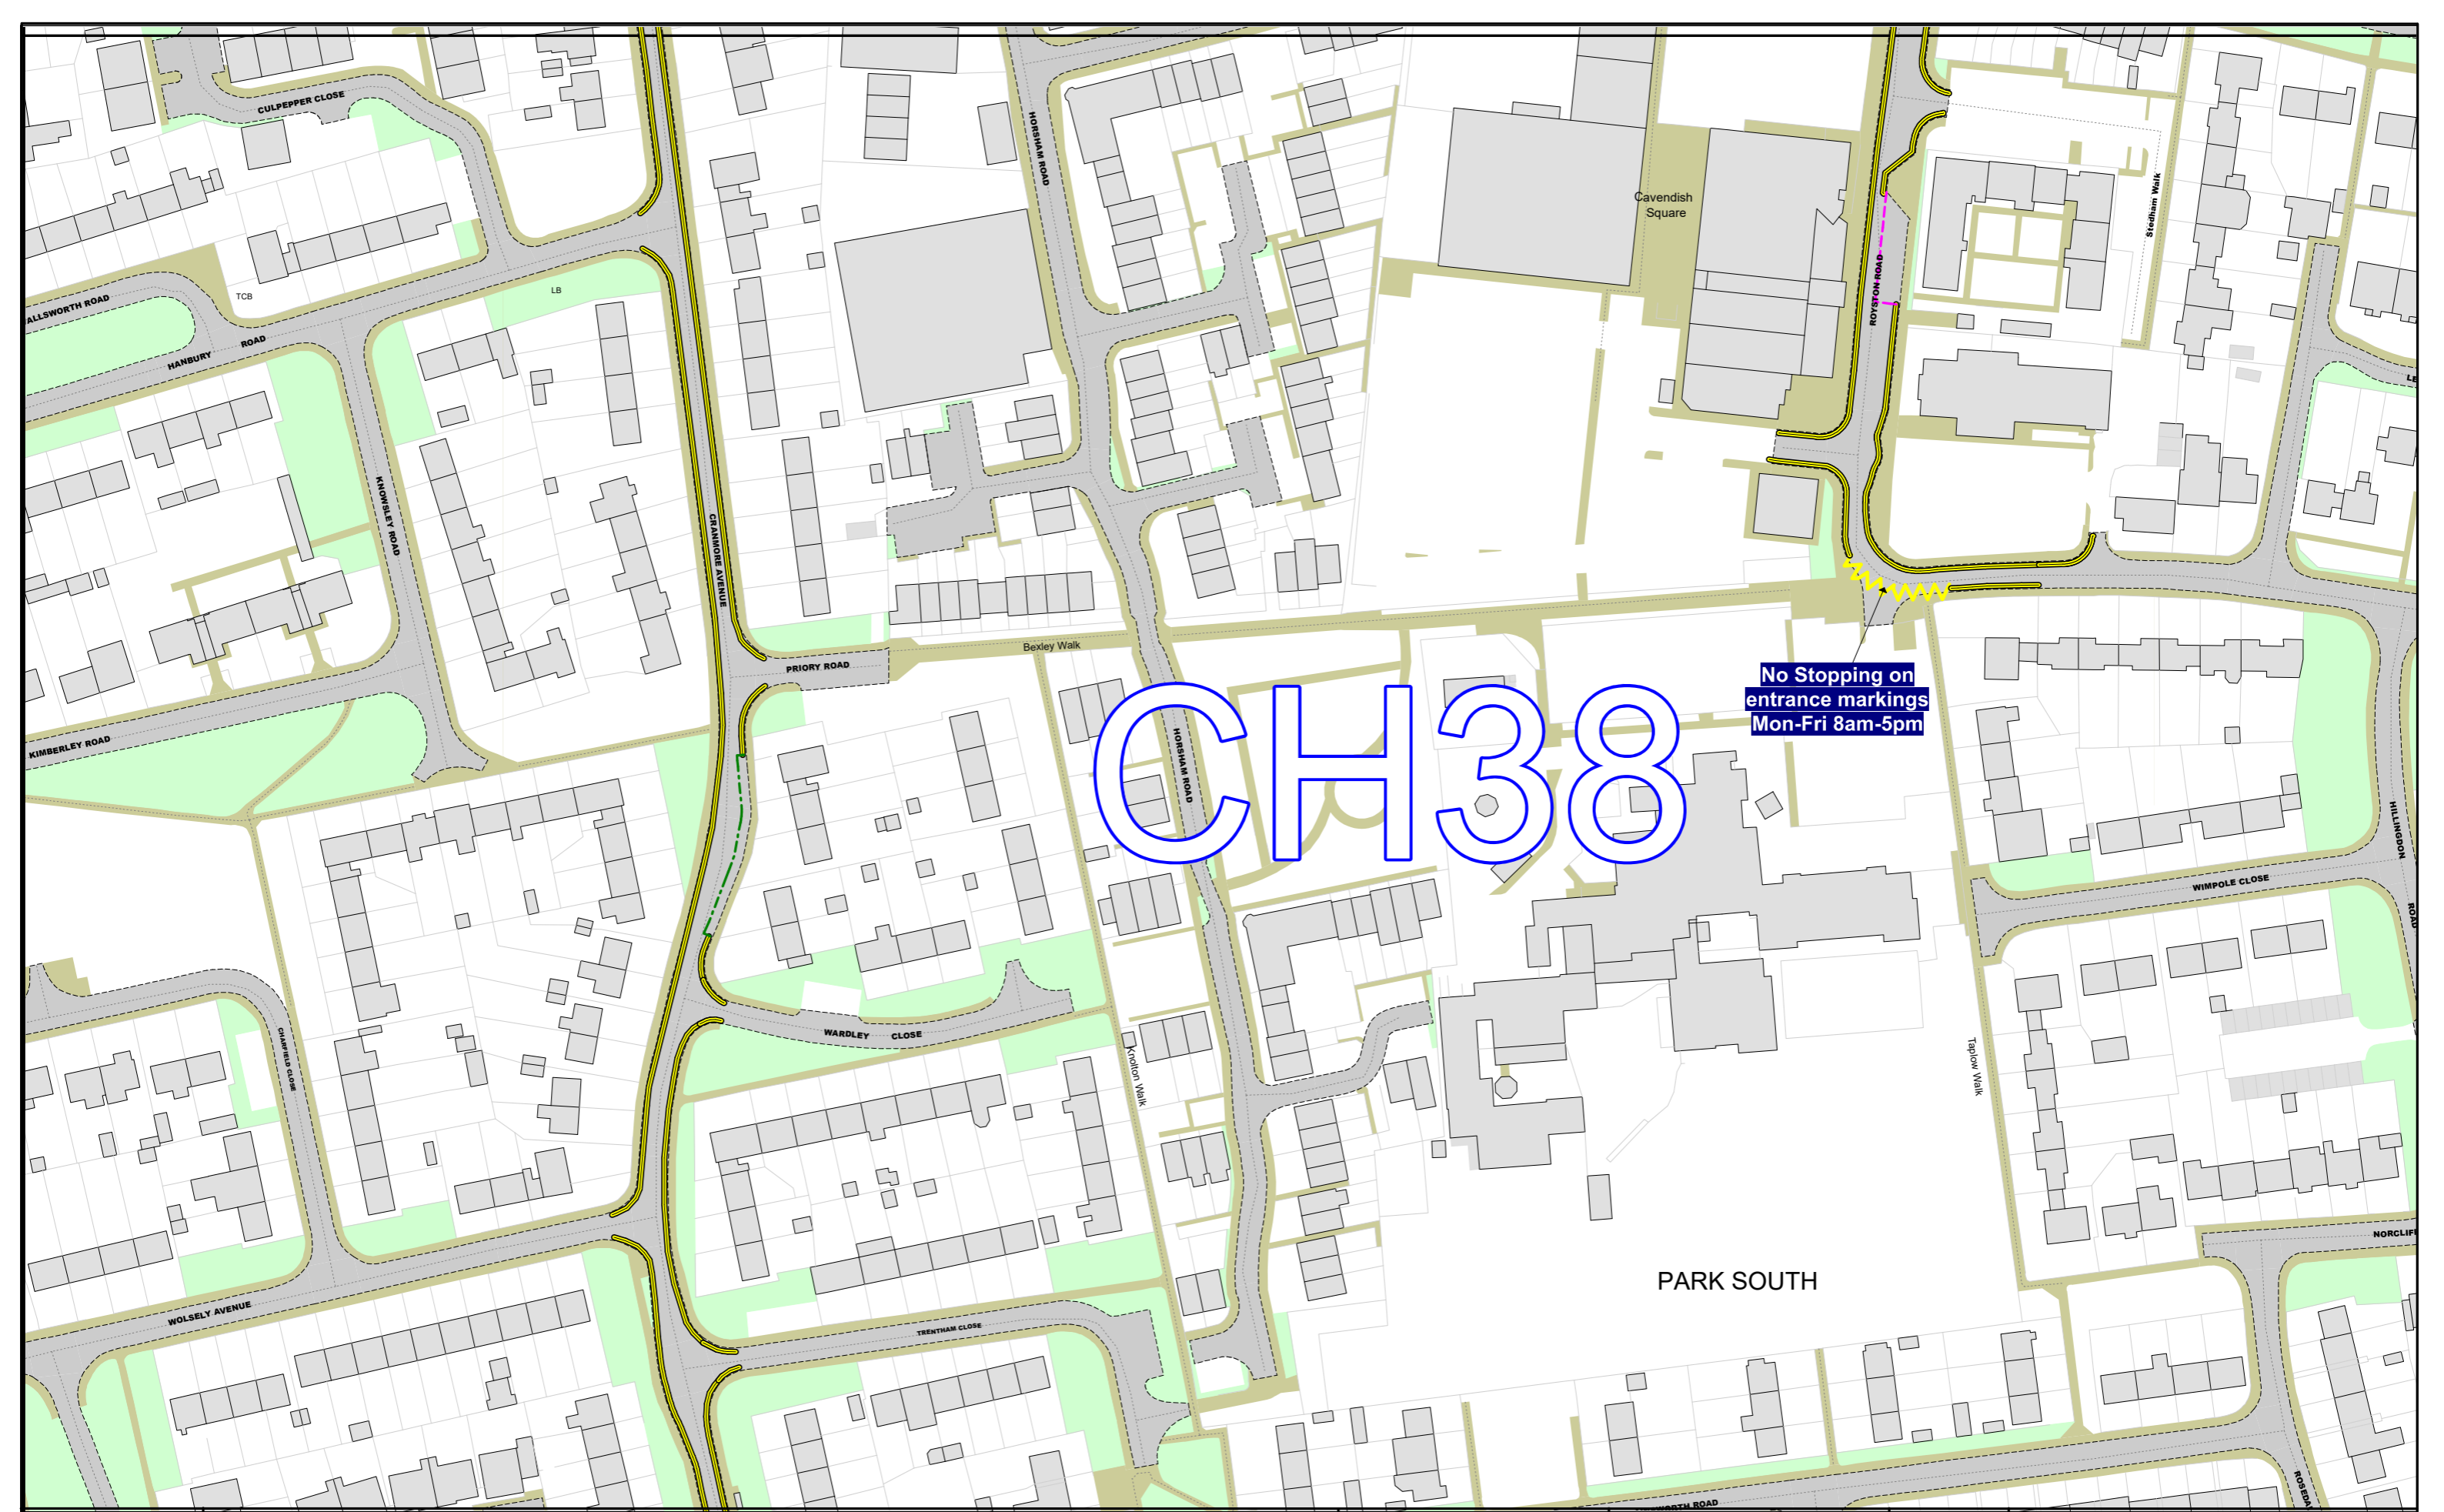 CULPEPPER CLOSE
HORSHAM ROAD
Cavendish
Square
Stedham Walk
ROYSTON ROAD
TCB
LB
HANBURY ROAD
KNOWSLEY ROAD
CRANMORE AVENUE
Bexley Walk
PRIORY ROAD
No Stopping on
entrance markings
Mon-Fri 8am-5pm
KIMBERLEY ROAD
HORSHAM ROAD
CH38
HILLINGDON
ROAD
WIMPOLE CLOSE
WARDLEY CLOSE
CHARFIELD CLOSE
Knolton Walk
Taplow Walk
NORCLIF
PARK SOUTH
WOLSELY AVENUE
TRENTHAM CLOSE